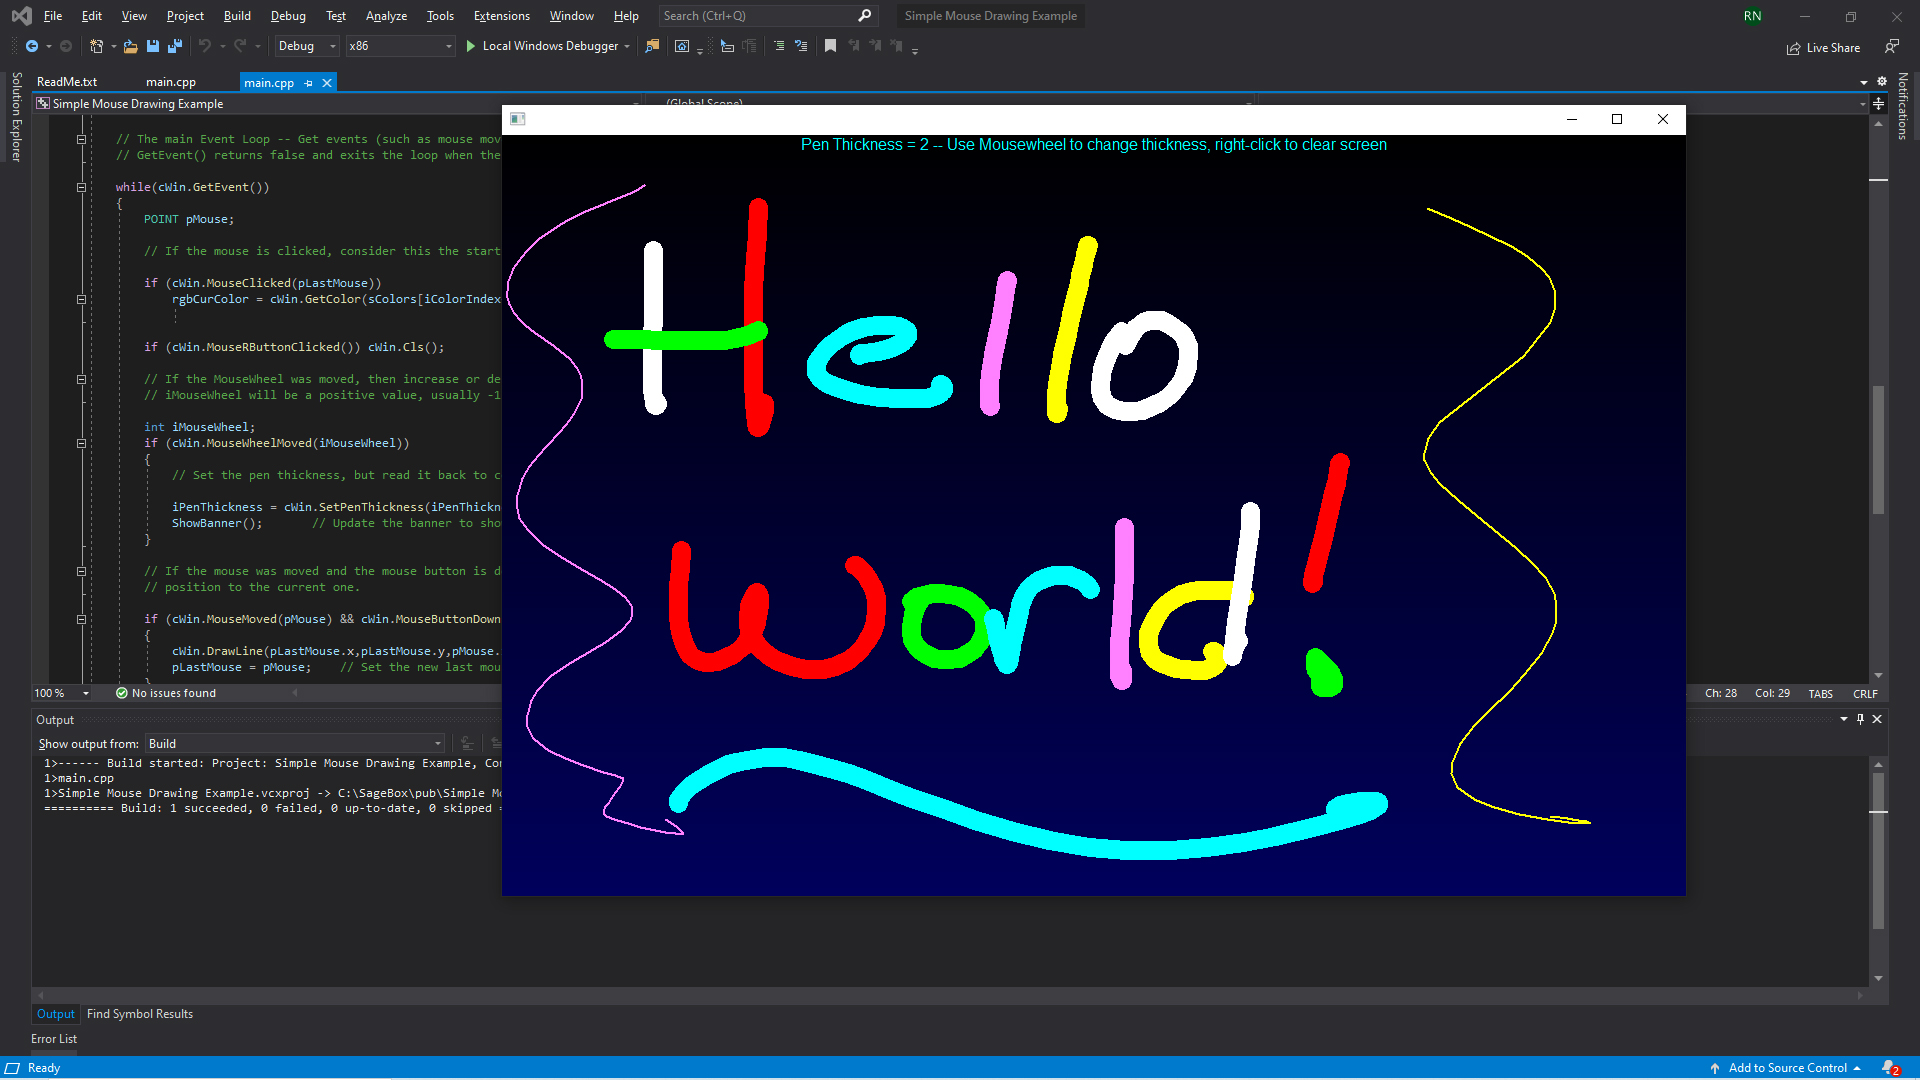 File Edit View Project Build Debug Test Analyze Tools Extensions Window Help Search (Ctrl+Q) Simple Mouse Drawing Example RN
Debug x86 Local Windows Debugger Live Share
ReadMe.txt main.cpp main.cpp
Solution Explorer
Notifications
Simple Mouse Drawing Example (Global Scope)
// The main Event Loop -- Get events (such as mouse mov
// GetEvent() returns false and exits the loop when the
while(cWin.GetEvent())
{
POINT pMouse;
// If the mouse is clicked, consider this the start
if (cWin.MouseClicked(pLastMouse))
rgbCurColor = cWin.GetColor(sColors[iColorIndex
if (cWin.MouseRButtonClicked()) cWin.Cls();
// If the MouseWheel was moved, then increase or de
// iMouseWheel will be a positive value, usually -1
int iMouseWheel;
if (cWin.MouseWheelMoved(iMouseWheel))
{
// Set the pen thickness, but read it back to c
iPenThickness = cWin.SetPenThickness(iPenThickn
ShowBanner(); // Update the banner to sho
}
// If the mouse was moved and the mouse button is d
// position to the current one.
if (cWin.MouseMoved(pMouse) && cWin.MouseButtonDown
{
cWin.DrawLine(pLastMouse.x,pLastMouse.y,pMouse.
pLastMouse = pMouse; // Set the new last mou
Pen Thickness = 2 -- Use Mousewheel to change thickness, right-click to clear screen
Hello
World!
100 % No issues found Ch: 28 Col: 29 TABS CRLF
Output
Show output from: Build
1>------ Build started: Project: Simple Mouse Drawing Example, Con
1>main.cpp
1>Simple Mouse Drawing Example.vcxproj -> C:\SageBox\pub\Simple Mo
========== Build: 1 succeeded, 0 failed, 0 up-to-date, 0 skipped =
Output Find Symbol Results
Error List
Ready Add to Source Control 2